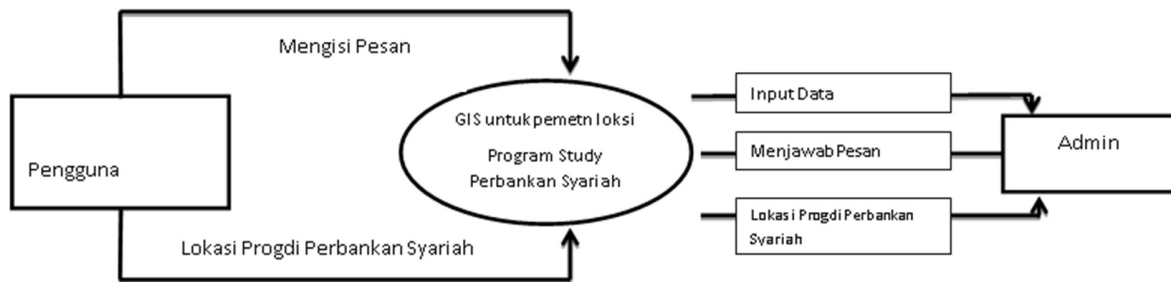 Mengisi Pesan
Pengguna
Lokasi Progdi Perbankan Syariah
GIS untuk pemetn loksi
Program Study
Perbankan Syariah
Input Data
Menjawab Pesan
Lokasi Progdi Perbankan
Syariah
Admin